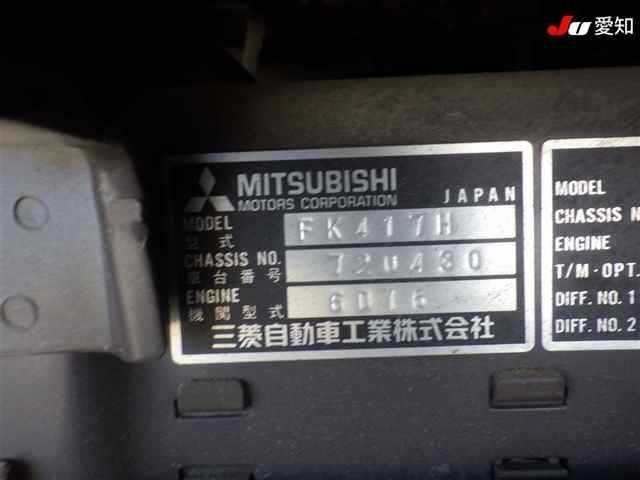 JU 愛知
MITSUBISHI
MOTORS CORPORATION JAPAN
MODEL
型式 FK417H
CHASSIS NO.
車台番号 720430
ENGINE
機関型式 6D16
三菱自動車工業株式会社
MODEL
CHASSIS
ENGINE
T/M-OPT.
DIFF. NO. 1
DIFF. NO. 2